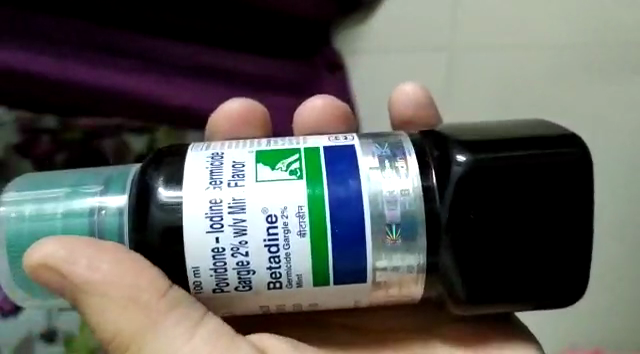 100 ml
Povidone - Iodine Germicide
Gargle 2% w/v Mint Flavor
Betadine®
Germicide Gargle 2%
Mint
बीटाडीन